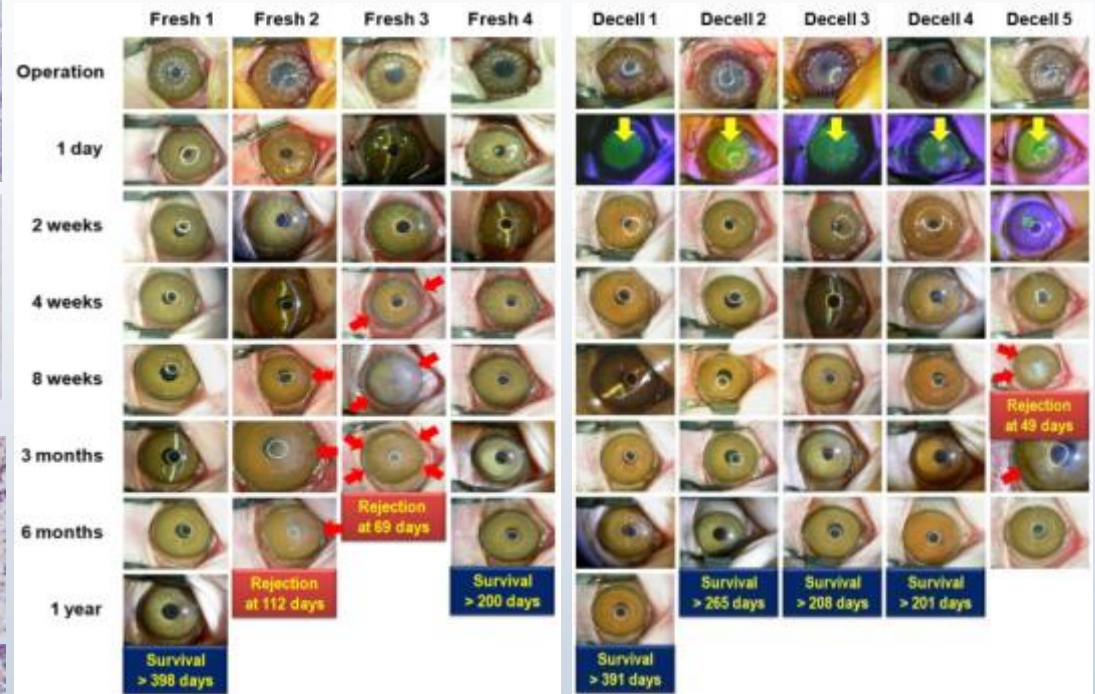 Fresh 1 Fresh 2 Fresh 3 Fresh 4 Decell 1 Decell 2 Decell 3 Decell 4 Decell 5
Operation
1 day
2 weeks
4 weeks
8 weeks
Rejection
at 49 days
3 months
Rejection
at 69 days
6 months
Rejection
at 112 days
Survival
> 200 days
Survival
> 265 days
Survival
> 208 days
Survival
> 201 days
1 year
Survival
> 398 days
Survival
> 391 days